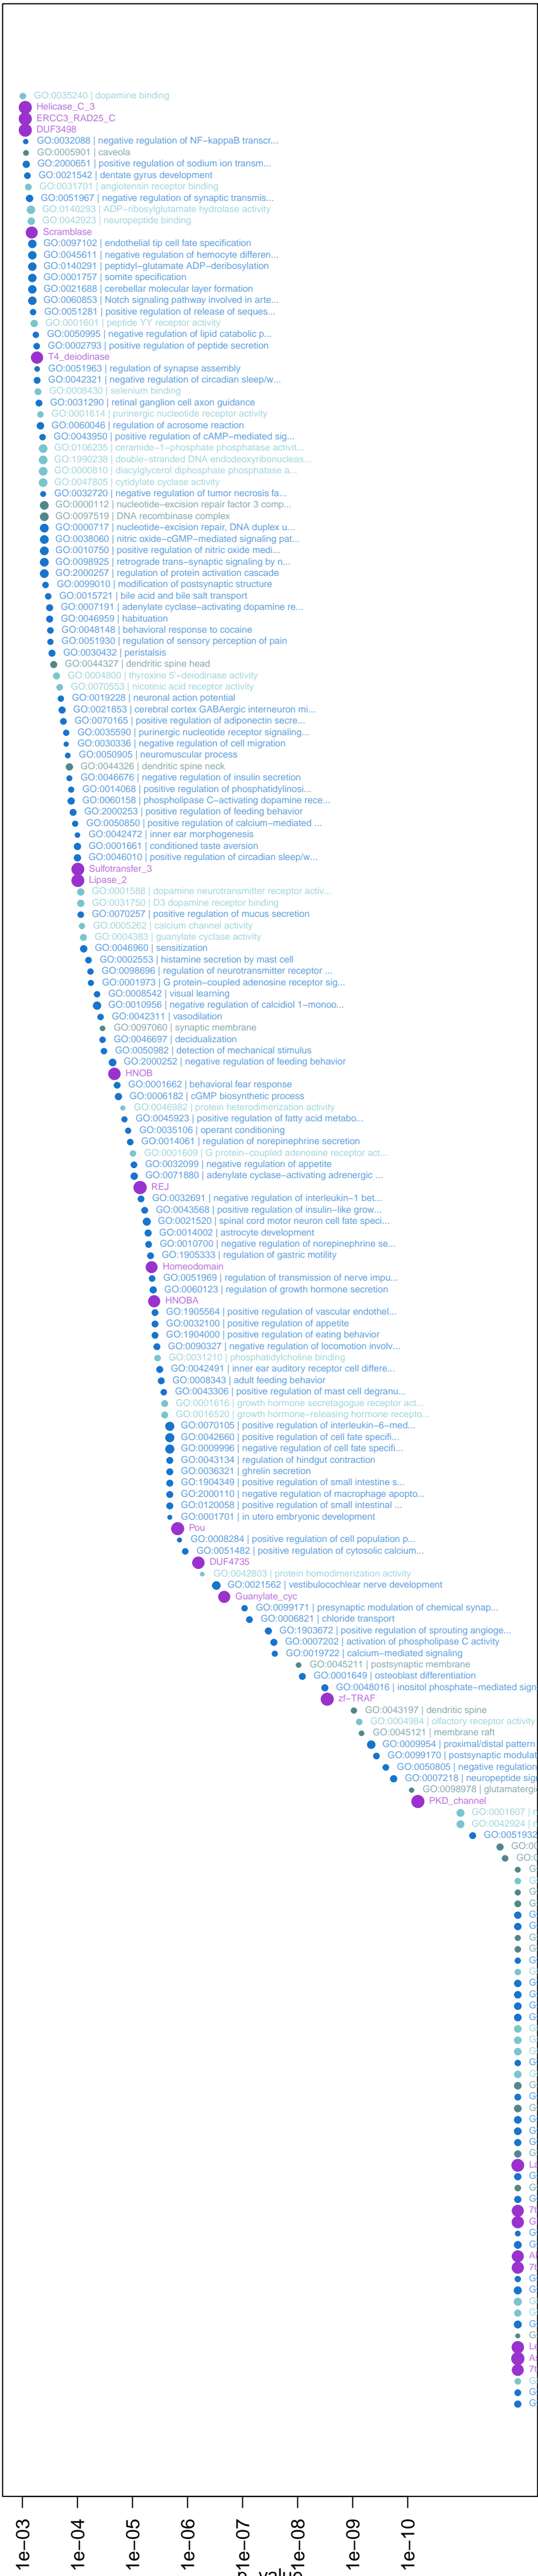 GO:0035240 | dopamine binding
Helicase_C_3
ERCC3_RAD25_C
DUF3498
GO:0032088 | negative regulation of NF−kappaB transcr...
GO:0005901 | caveola
GO:2000651 | positive regulation of sodium ion transm...
GO:0021542 | dentate gyrus development
GO:0031701 | angiotensin receptor binding
GO:0051967 | negative regulation of synaptic transmis...
GO:0140293 | ADP−ribosylglutamate hydrolase activity
GO:0042923 | neuropeptide binding
Scramblase
GO:0097102 | endothelial tip cell fate specification
GO:0045611 | negative regulation of hemocyte differen...
GO:0140291 | peptidyl−glutamate ADP−deribosylation
GO:0001757 | somite specification
GO:0021688 | cerebellar molecular layer formation
GO:0060853 | Notch signaling pathway involved in arte...
GO:0051281 | positive regulation of release of seques...
GO:0001601 | peptide YY receptor activity
GO:0050995 | negative regulation of lipid catabolic p...
GO:0002793 | positive regulation of peptide secretion
T4_deiodinase
GO:0051963 | regulation of synapse assembly
GO:0042321 | negative regulation of circadian sleep/w...
GO:0008430 | selenium binding
GO:0031290 | retinal ganglion cell axon guidance
GO:0001614 | purinergic nucleotide receptor activity
GO:0060046 | regulation of acrosome reaction
GO:0043950 | positive regulation of cAMP−mediated sig...
GO:0106235 | ceramide−1−phosphate phosphatase activit...
GO:1990238 | double−stranded DNA endodeoxyribonucleas...
GO:0000810 | diacylglycerol diphosphate phosphatase a...
GO:0047805 | cytidylate cyclase activity
GO:0032720 | negative regulation of tumor necrosis fa...
GO:0000112 | nucleotide−excision repair factor 3 comp...
GO:0097519 | DNA recombinase complex
GO:0000717 | nucleotide−excision repair, DNA duplex u...
GO:0038060 | nitric oxide−cGMP−mediated signaling pat...
GO:0010750 | positive regulation of nitric oxide medi...
GO:0098925 | retrograde trans−synaptic signaling by n...
GO:2000257 | regulation of protein activation cascade
GO:0099010 | modification of postsynaptic structure
GO:0015721 | bile acid and bile salt transport
GO:0007191 | adenylate cyclase−activating dopamine re...
GO:0046959 | habituation
GO:0048148 | behavioral response to cocaine
GO:0051930 | regulation of sensory perception of pain
GO:0030432 | peristalsis
GO:0044327 | dendritic spine head
GO:0004800 | thyroxine 5'−deiodinase activity
GO:0070553 | nicotinic acid receptor activity
GO:0019228 | neuronal action potential
GO:0021853 | cerebral cortex GABAergic interneuron mi...
GO:0070165 | positive regulation of adiponectin secre...
GO:0035590 | purinergic nucleotide receptor signaling...
GO:0030336 | negative regulation of cell migration
GO:0050905 | neuromuscular process
GO:0044326 | dendritic spine neck
GO:0046676 | negative regulation of insulin secretion
GO:0014068 | positive regulation of phosphatidylinosi...
GO:0060158 | phospholipase C−activating dopamine rece...
GO:2000253 | positive regulation of feeding behavior
GO:0050850 | positive regulation of calcium−mediated ...
GO:0042472 | inner ear morphogenesis
GO:0001661 | conditioned taste aversion
GO:0046010 | positive regulation of circadian sleep/w...
Sulfotransfer_3
Lipase_2
GO:0001588 | dopamine neurotransmitter receptor activ...
GO:0031750 | D3 dopamine receptor binding
GO:0070257 | positive regulation of mucus secretion
GO:0005262 | calcium channel activity
GO:0004383 | guanylate cyclase activity
GO:0046960 | sensitization
GO:0002553 | histamine secretion by mast cell
GO:0098696 | regulation of neurotransmitter receptor ...
GO:0001973 | G protein−coupled adenosine receptor sig...
GO:0008542 | visual learning
GO:0010956 | negative regulation of calcidiol 1−monoo...
GO:0042311 | vasodilation
GO:0097060 | synaptic membrane
GO:0046697 | decidualization
GO:0050982 | detection of mechanical stimulus
GO:2000252 | negative regulation of feeding behavior
HNOB
GO:0001662 | behavioral fear response
GO:0006182 | cGMP biosynthetic process
GO:0046982 | protein heterodimerization activity
GO:0045923 | positive regulation of fatty acid metabo...
GO:0035106 | operant conditioning
GO:0014061 | regulation of norepinephrine secretion
GO:0001609 | G protein−coupled adenosine receptor act...
GO:0032099 | negative regulation of appetite
GO:0071880 | adenylate cyclase−activating adrenergic ...
REJ
GO:0032691 | negative regulation of interleukin−1 bet...
GO:0043568 | positive regulation of insulin−like grow...
GO:0021520 | spinal cord motor neuron cell fate speci...
GO:0014002 | astrocyte development
GO:0010700 | negative regulation of norepinephrine se...
GO:1905333 | regulation of gastric motility
Homeodomain
GO:0051969 | regulation of transmission of nerve impu...
GO:0060123 | regulation of growth hormone secretion
HNOBA
GO:1905564 | positive regulation of vascular endothel...
GO:0032100 | positive regulation of appetite
GO:1904000 | positive regulation of eating behavior
GO:0090327 | negative regulation of locomotion involv...
GO:0031210 | phosphatidylcholine binding
GO:0042491 | inner ear auditory receptor cell differe...
GO:0008343 | adult feeding behavior
GO:0043306 | positive regulation of mast cell degranu...
GO:0001616 | growth hormone secretagogue receptor act...
GO:0016520 | growth hormone−releasing hormone recepto...
GO:0070105 | positive regulation of interleukin−6−med...
GO:0042660 | positive regulation of cell fate specifi...
GO:0009996 | negative regulation of cell fate specifi...
GO:0043134 | regulation of hindgut contraction
GO:0036321 | ghrelin secretion
GO:1904349 | positive regulation of small intestine s...
GO:2000110 | negative regulation of macrophage apopto...
GO:0120058 | positive regulation of small intestinal ...
GO:0001701 | in utero embryonic development
Pou
GO:0008284 | positive regulation of cell population p...
GO:0051482 | positive regulation of cytosolic calcium...
DUF4735
GO:0042803 | protein homodimerization activity
GO:0021562 | vestibulocochlear nerve development
Guanylate_cyc
GO:0099171 | presynaptic modulation of chemical synap...
GO:0006821 | chloride transport
GO:1903672 | positive regulation of sprouting angioge...
GO:0007202 | activation of phospholipase C activity
GO:0019722 | calcium−mediated signaling
GO:0045211 | postsynaptic membrane
GO:0001649 | osteoblast differentiation
GO:0048016 | inositol phosphate−mediated sign
zf−TRAF
GO:0043197 | dendritic spine
GO:0004984 | olfactory receptor activity
GO:0045121 | membrane raft
GO:0009954 | proximal/distal pattern
GO:0099170 | postsynaptic modulat
GO:0050805 | negative regulation
GO:0007218 | neuropeptide sig
GO:0098978 | glutamatergi
PKD_channel
GO:0001607 |
GO:0042924 |
GO:0051932
1e−03
1e−04
1e−05
1e−06
1e−07
1e−08
1e−09
1e−10